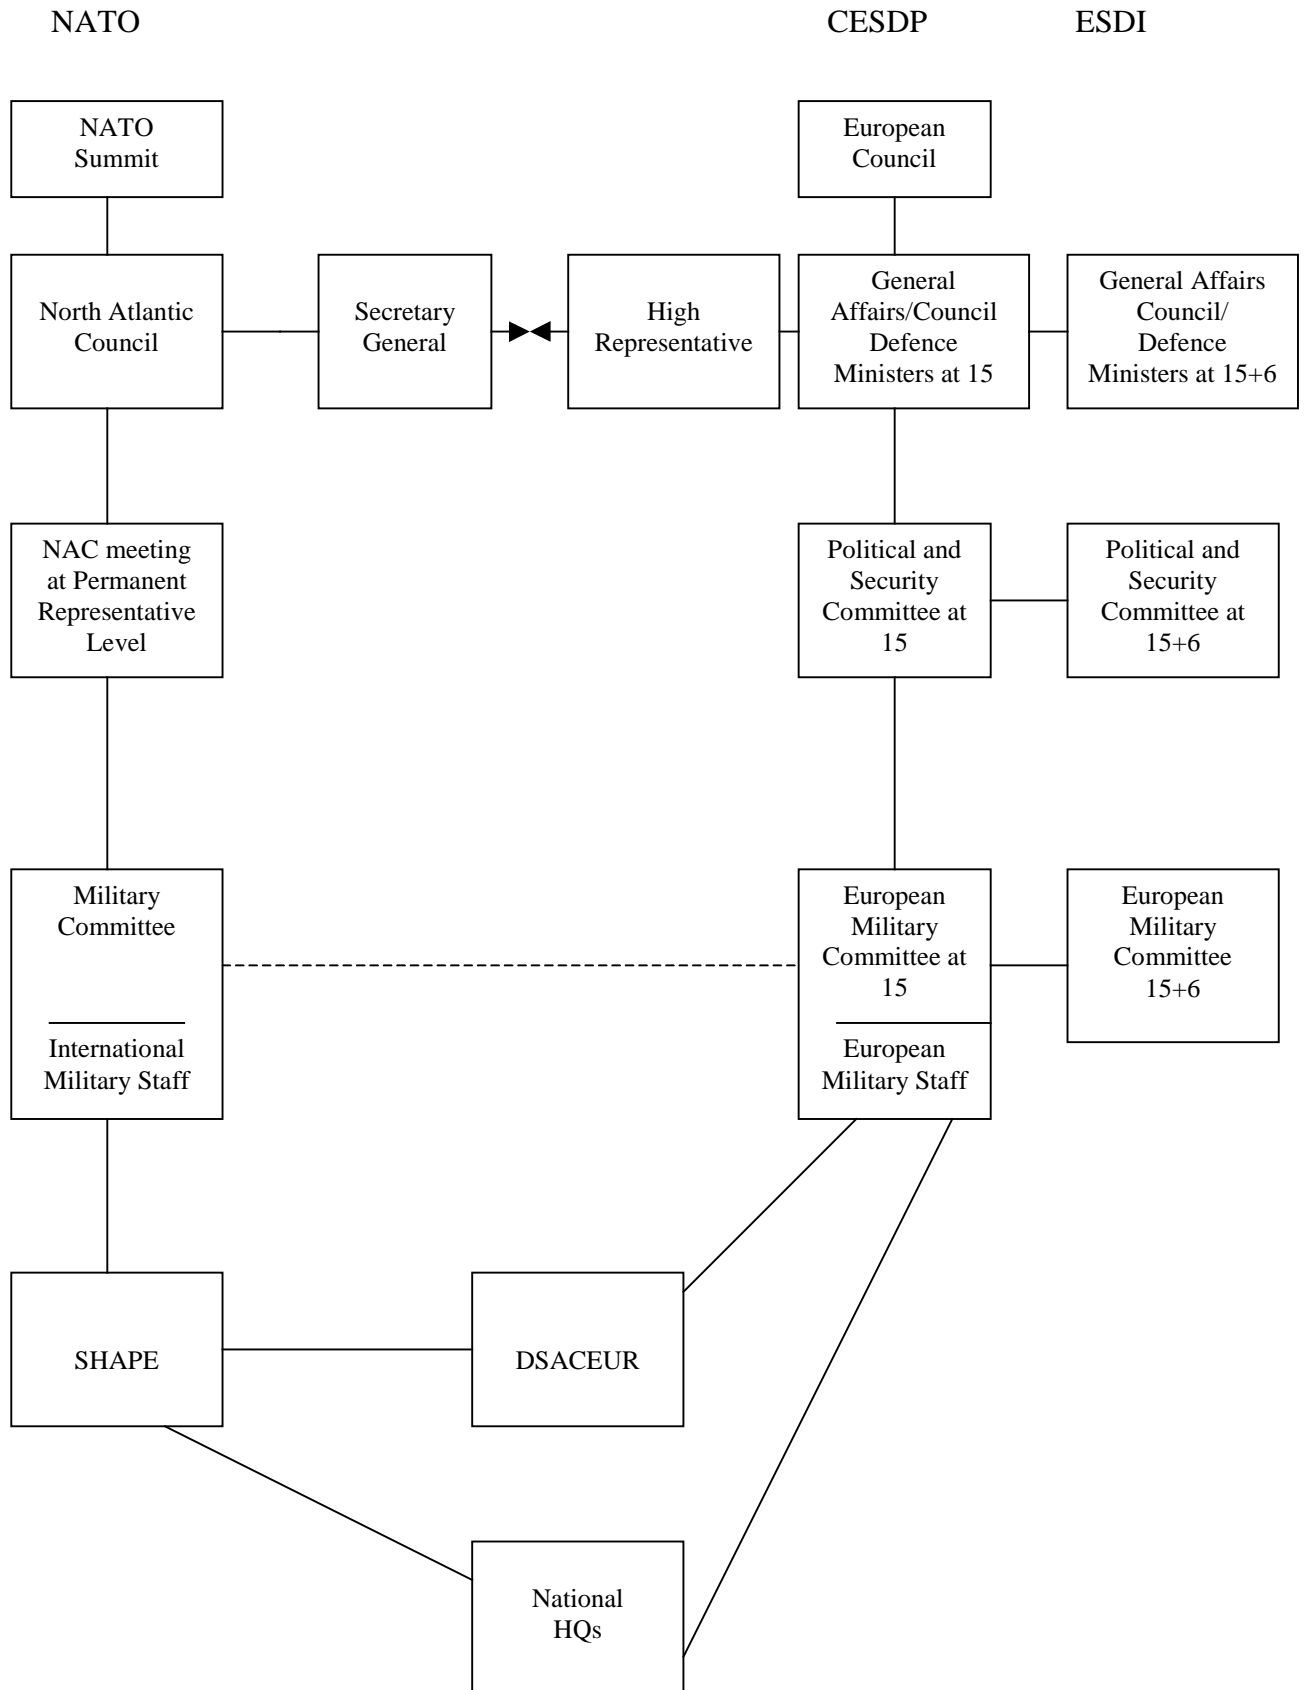 NATO
CESDP
ESDI
NATO
Summit
European
Council
North Atlantic
Council
Secretary
General
High
Representative
General
Affairs/Council
Defence
Ministers at 15
General Affairs
Council/
Defence
Ministers at 15+6
NAC meeting
at Permanent
Representative
Level
Political and
Security
Committee at
15
Political and
Security
Committee at
15+6
Military
Committee
International
Military Staff
European
Military
Committee at
15
European
Military Staff
European
Military
Committee
15+6
SHAPE
DSACEUR
National
HQs